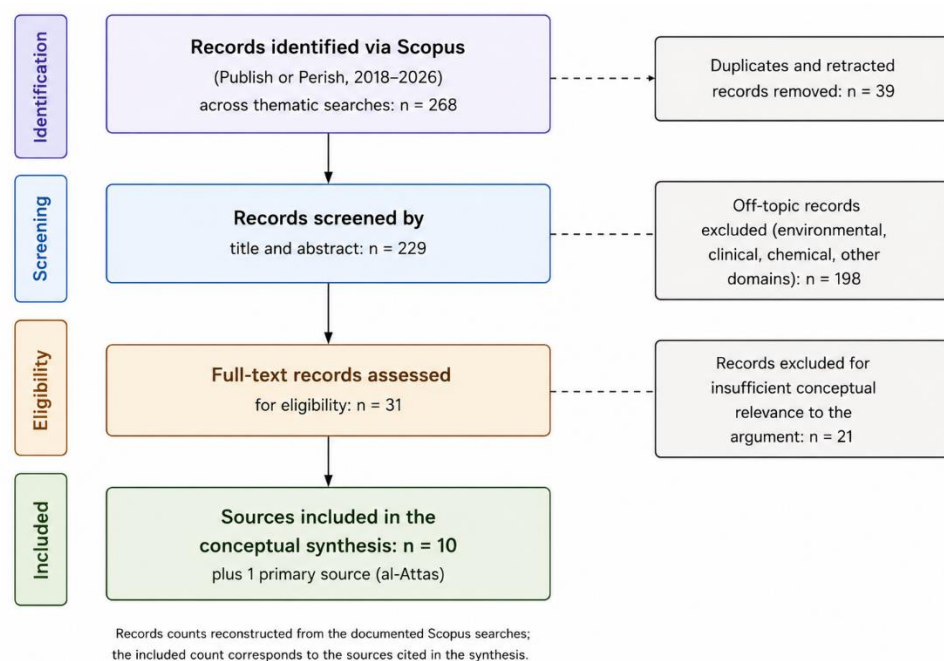 Identification
Records identified via Scopus
(Publish or Perish, 2018–2026)
across thematic searches: n = 268
Duplicates and retracted
records removed: n = 39
Screening
Records screened by
title and abstract: n = 229
Off-topic records
excluded (environmental,
clinical, chemical, other
domains): n = 198
Eligibility
Full-text records assessed
for eligibility: n = 31
Records excluded for
insufficient conceptual
relevance to the
argument: n = 21
Included
Sources included in the
conceptual synthesis: n = 10
plus 1 primary source (al-Attas)
Records counts reconstructed from the documented Scopus searches;
the included count corresponds to the sources cited in the synthesis.